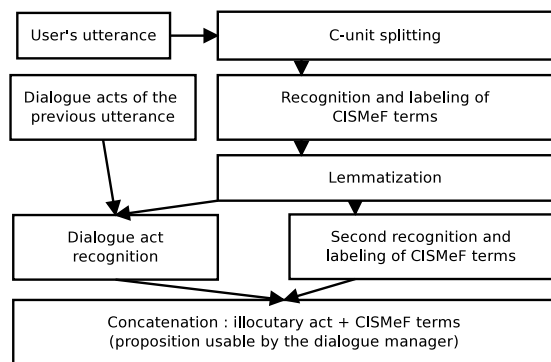 User's utterance
C-unit splitting
Dialogue acts of the
previous utterance
Recognition and labeling of
CISMeF terms
Lemmatization
Dialogue act
recognition
Second recognition and
labeling of CISMeF terms
Concatenation : illocutary act + CISMeF terms
(proposition usable by the dialogue manager)